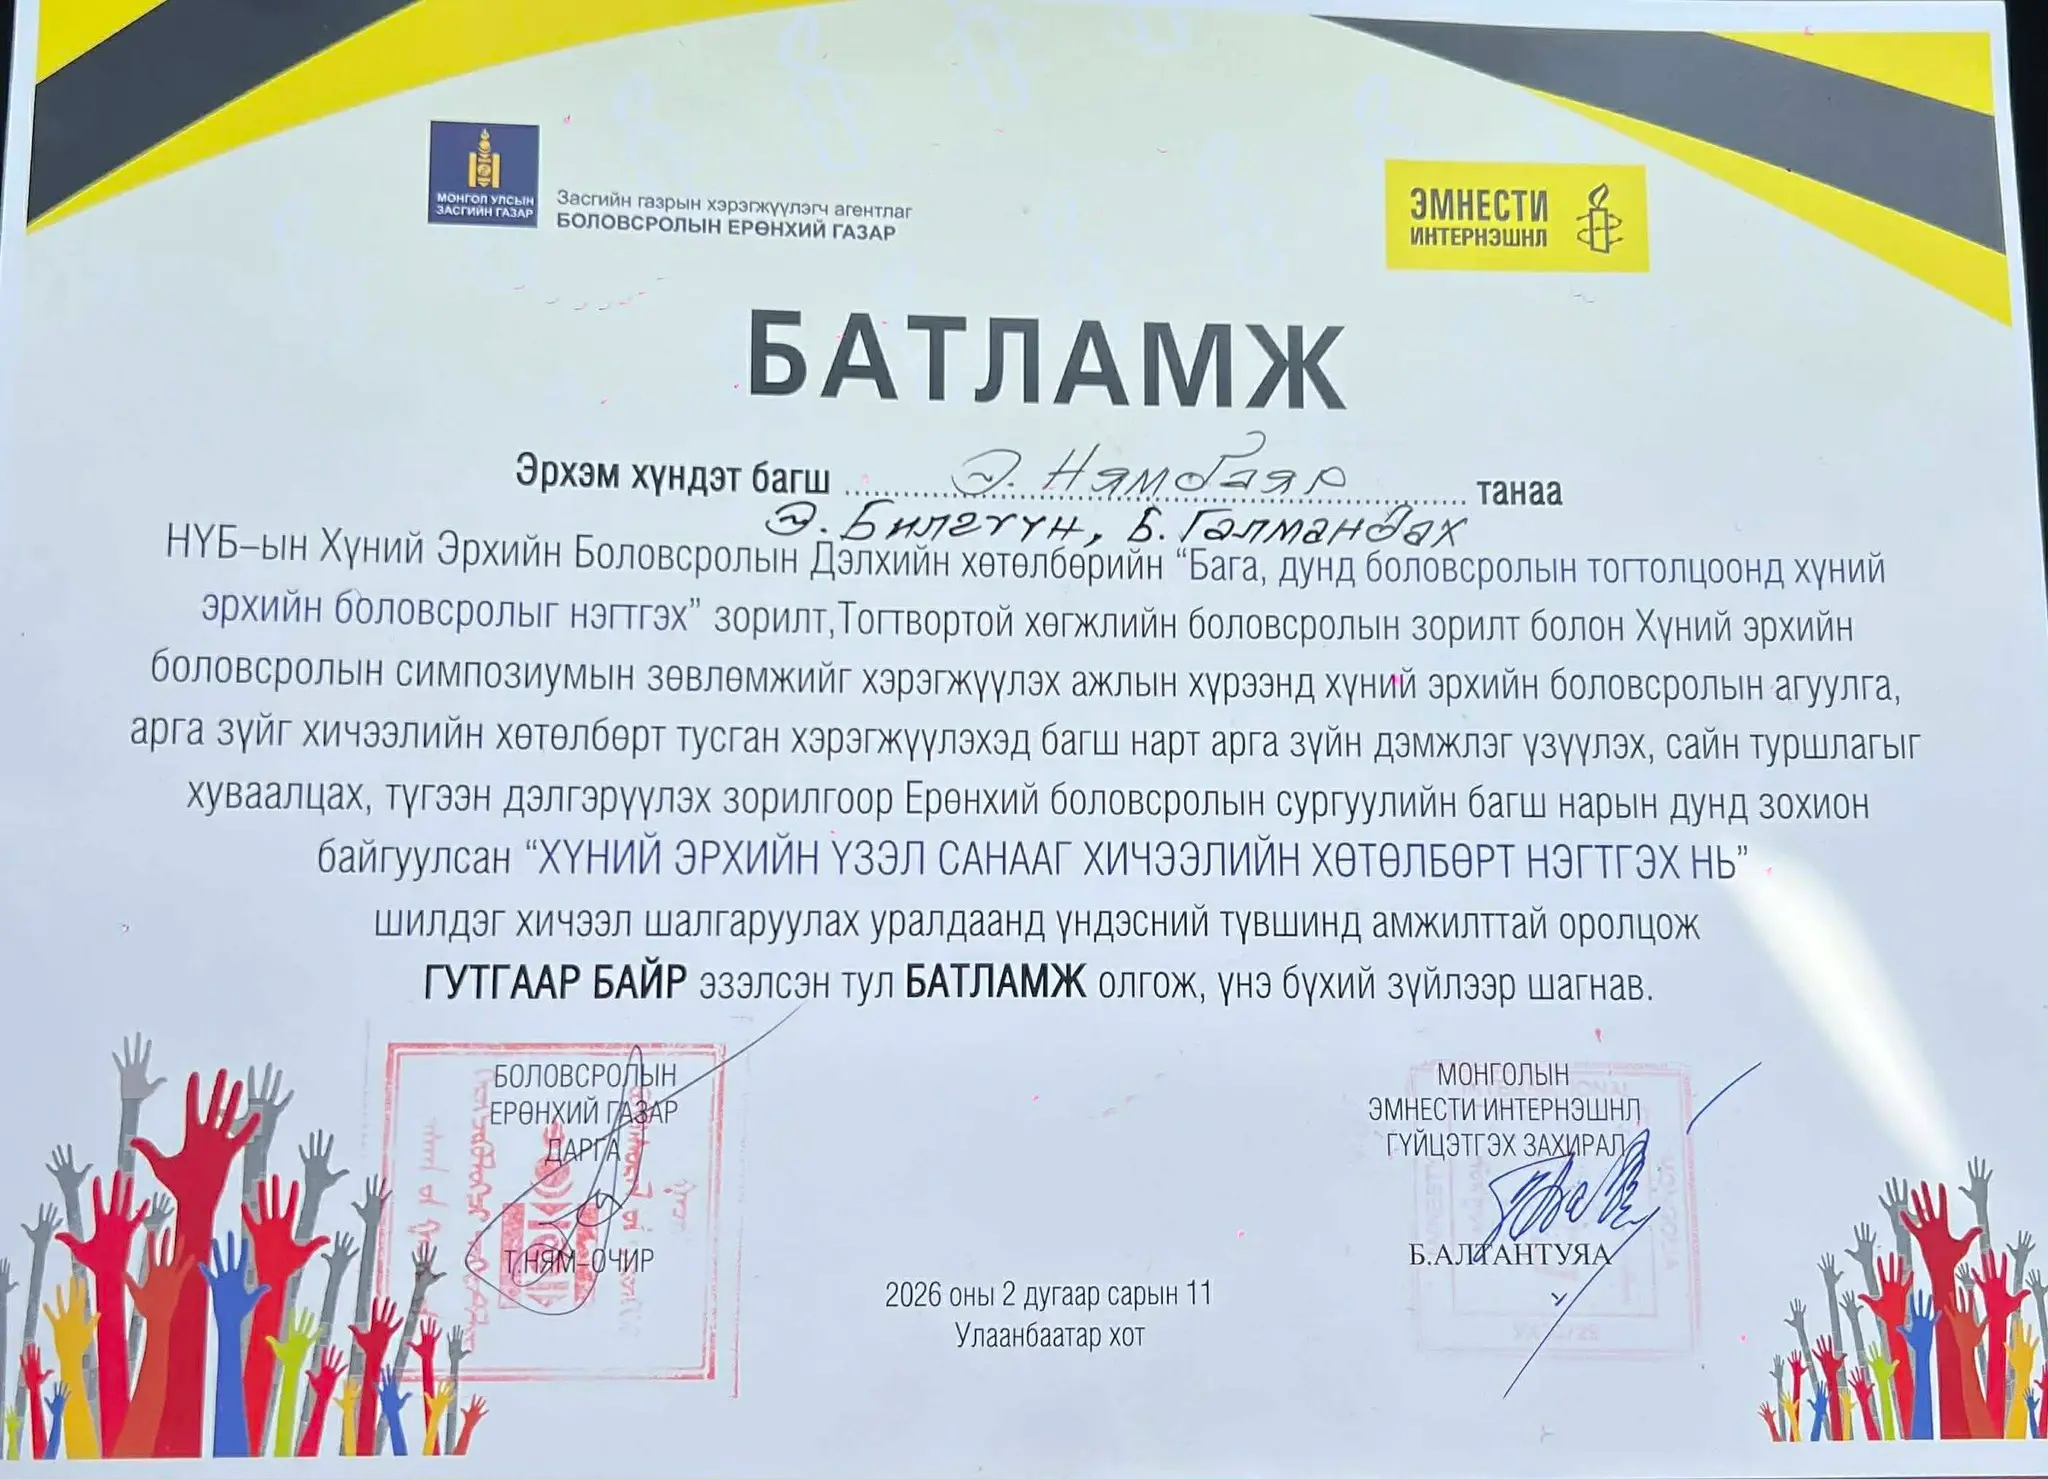 МОНГОЛ УЛСЫН
ЗАСГИЙН ГАЗАР
Засгийн газрын хэрэгжүүлэгч агентлаг
БОЛОВСРОЛЫН ЕРӨНХИЙ ГАЗАР
ЭМНЕСТИ
ИНТЕРНЭШНЛ
БАТЛАМЖ
Эрхэм хүндэт багш Э. Нямбаяр танаа
Э. Билгүүн, Б. Галмандах
НҮБ–ын Хүний Эрхийн Боловсролын Дэлхийн хөтөлбөрийн “Бага, дунд боловсролын тогтолцоонд хүний
эрхийн боловсролыг нэгтгэх” зорилт,Тогтвортой хөгжлийн боловсролын зорилт болон Хүний эрхийн
боловсролын симпозиумын зөвлөмжийг хэрэгжүүлэх ажлын хүрээнд хүний эрхийн боловсролын агуулга,
арга зүйг хичээлийн хөтөлбөрт тусган хэрэгжүүлэхэд багш нарт арга зүйн дэмжлэг үзүүлэх, сайн туршлагыг
хуваалцах, түгээн дэлгэрүүлэх зорилгоор Ерөнхий боловсролын сургуулийн багш нарын дунд зохион
байгуулсан “ХҮНИЙ ЭРХИЙН ҮЗЭЛ САНААГ ХИЧЭЭЛИЙН ХӨТӨЛБӨРТ НЭГТГЭХ НЬ”
шилдэг хичээл шалгаруулах уралдаанд үндэсний түвшинд амжилттай оролцож
ГУТГААР БАЙР эзэлсэн тул БАТЛАМЖ олгож, үнэ бүхий зүйлээр шагнав.
БОЛОВСРОЛЫН
ЕРӨНХИЙ ГАЗАР
ДАРГА
Т.НЯМ–ОЧИР
МОНГОЛЫН
ЭМНЕСТИ ИНТЕРНЭШНЛ
ГҮЙЦЭТГЭХ ЗАХИРАЛ
Б.АЛТАНТУЯА
2026 оны 2 дугаар сарын 11
Улаанбаатар хот